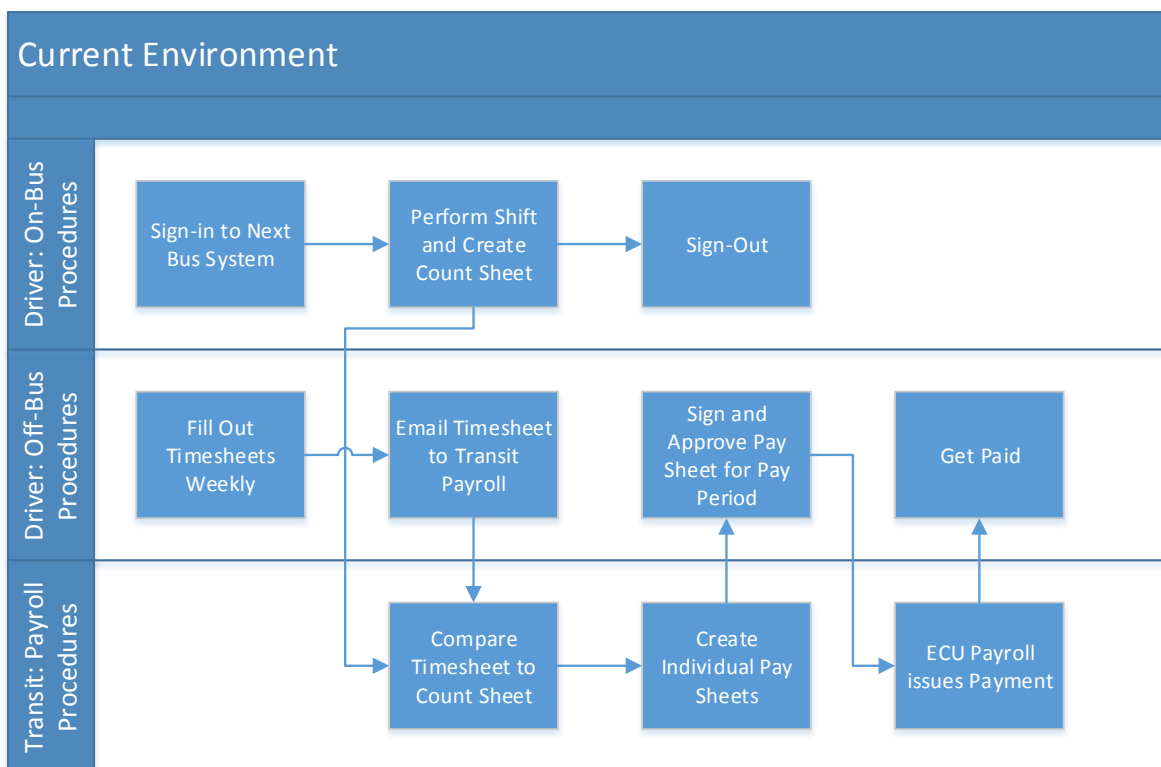 Current Environment
Driver: On-Bus
Procedures
Sign-in to Next
Bus System
Perform Shift
and Create
Count Sheet
Sign-Out
Driver: Off-Bus
Procedures
Fill Out
Timesheets
Weekly
Email Timesheet
to Transit
Payroll
Sign and
Approve Pay
Sheet for Pay
Period
Get Paid
Transit: Payroll
Procedures
Compare
Timesheet to
Count Sheet
Create
Individual Pay
Sheets
ECU Payroll
issues Payment